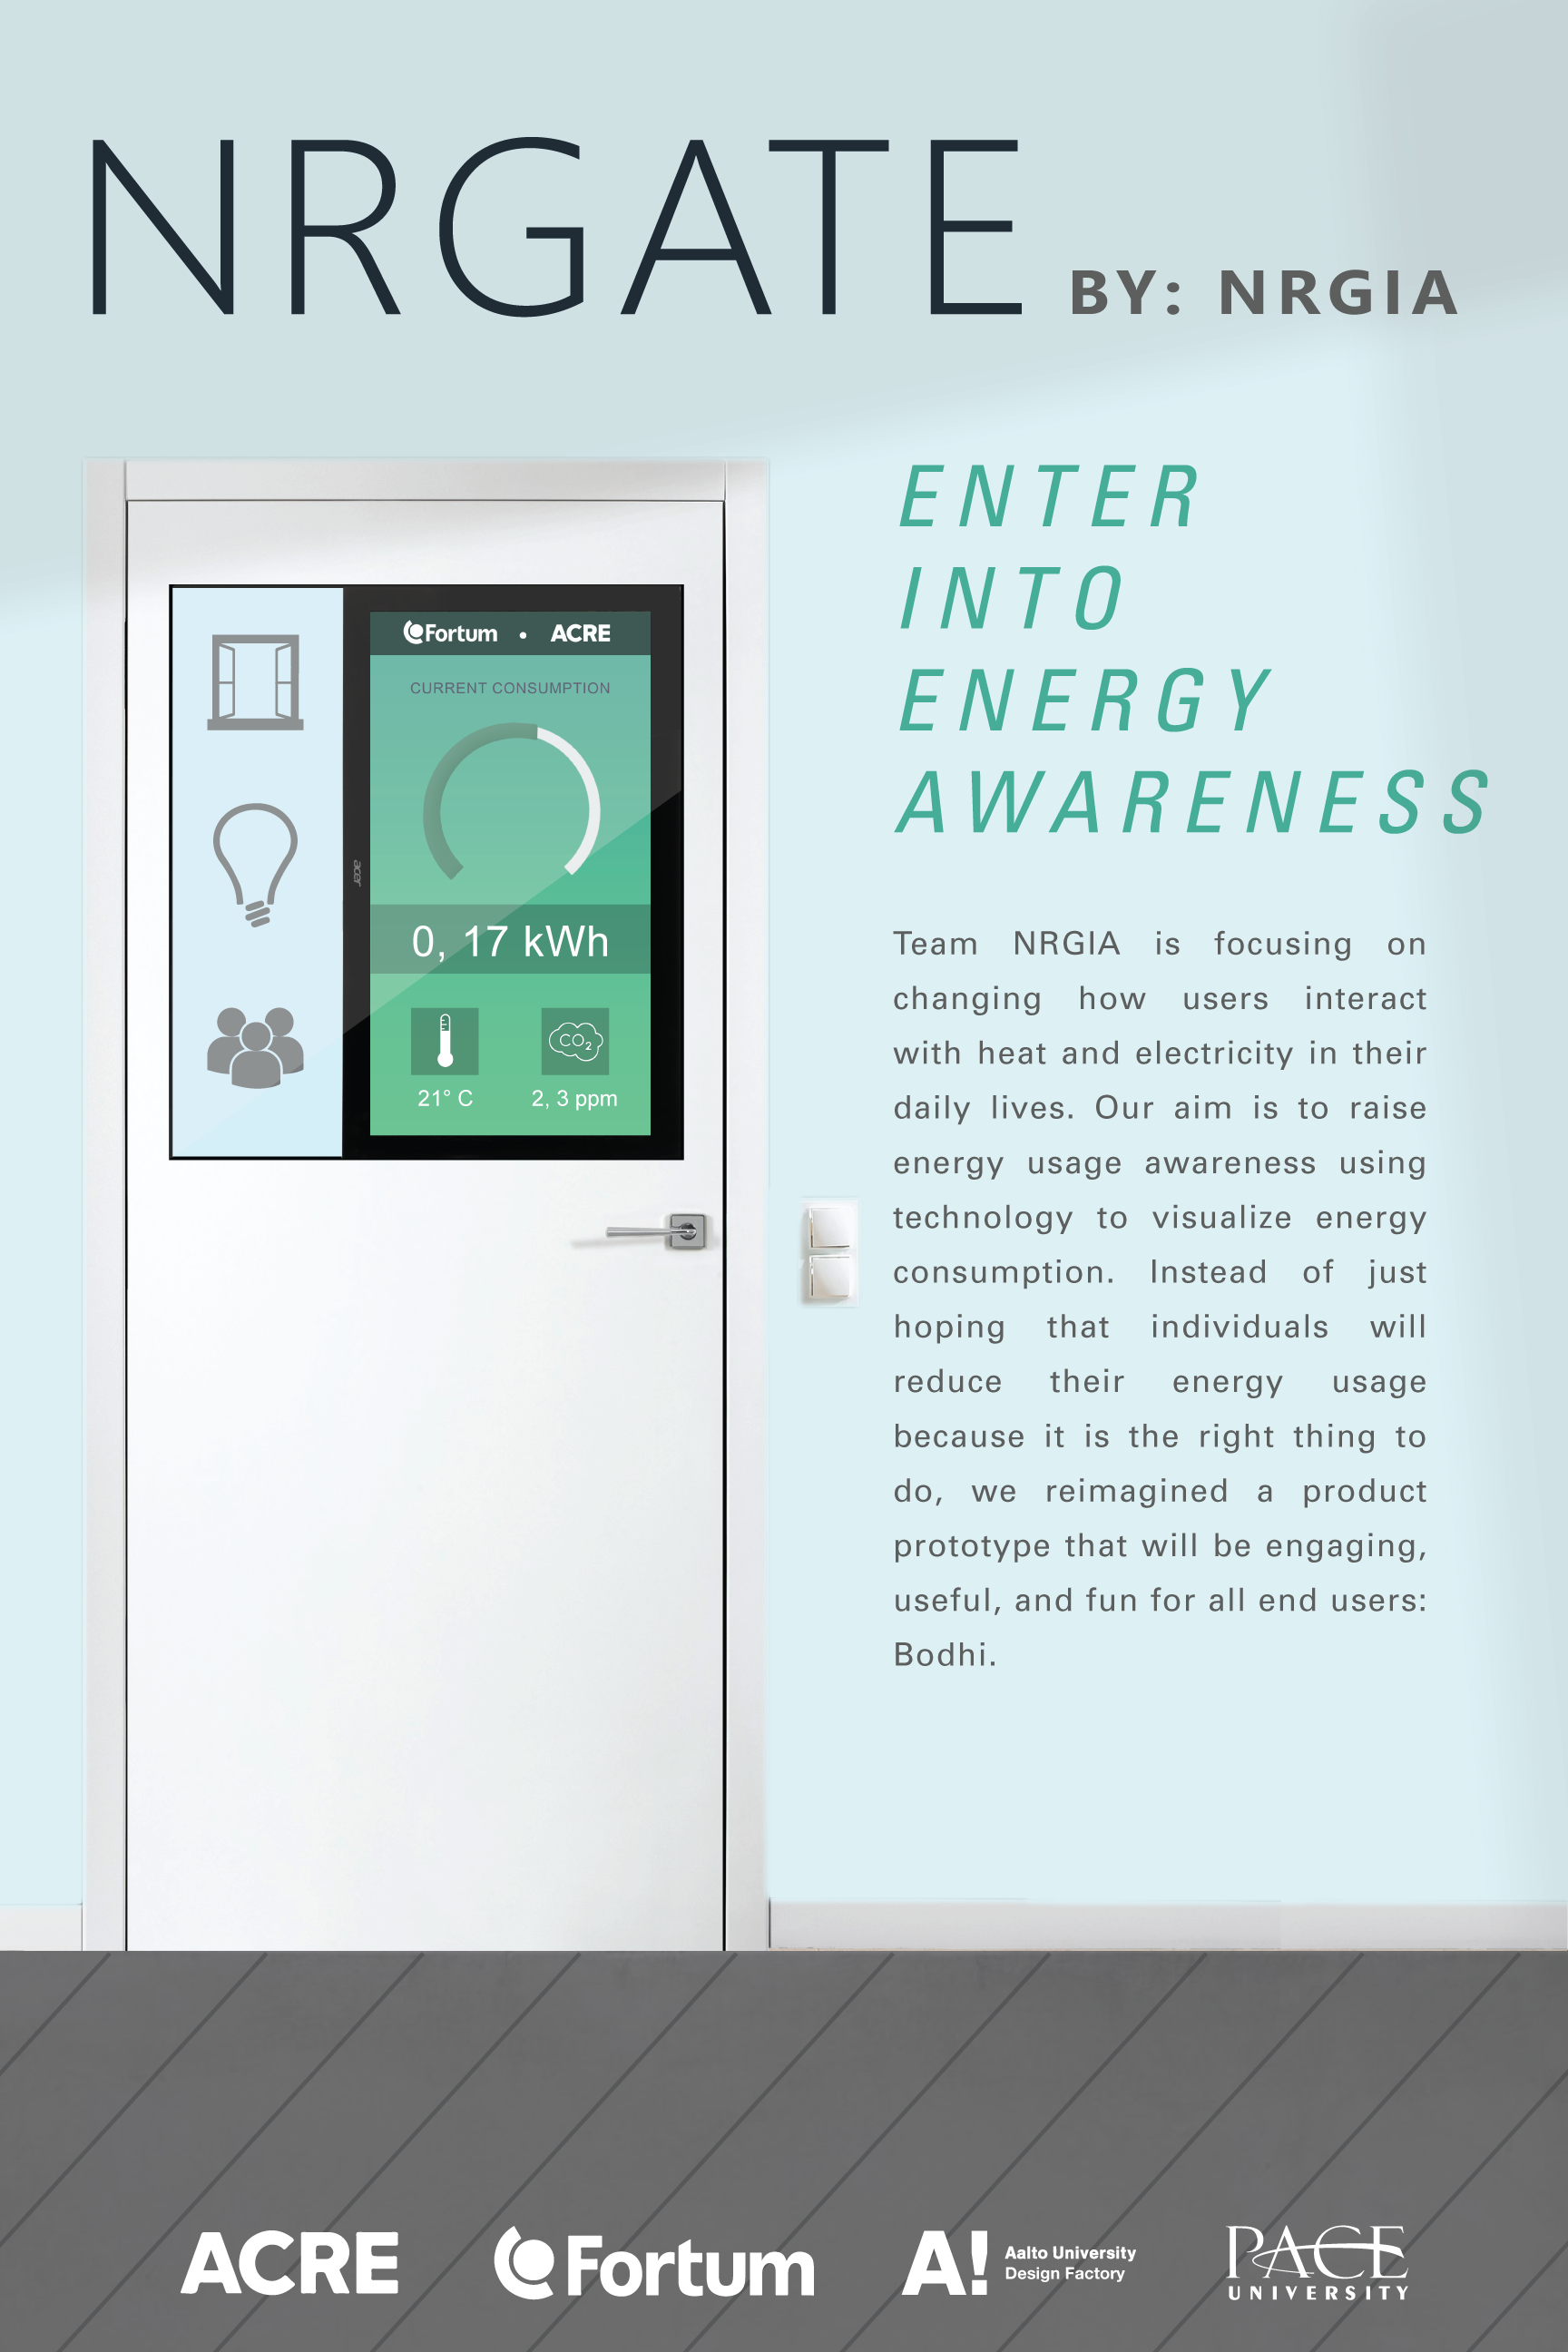 NRGATE BY: NRGIA
ENTER
INTO
ENERGY
AWARENESS
Fortum • ACRE
CURRENT CONSUMPTION
0, 17 kWh
CO2
21° C 2, 3 ppm
acer
Team NRGIA is focusing on
changing how users interact
with heat and electricity in their
daily lives. Our aim is to raise
energy usage awareness using
technology to visualize energy
consumption. Instead of just
hoping that individuals will
reduce their energy usage
because it is the right thing to
do, we reimagined a product
prototype that will be engaging,
useful, and fun for all end users:
Bodhi.
ACRE
Fortum
A! Aalto University
Design Factory
PACE
UNIVERSITY